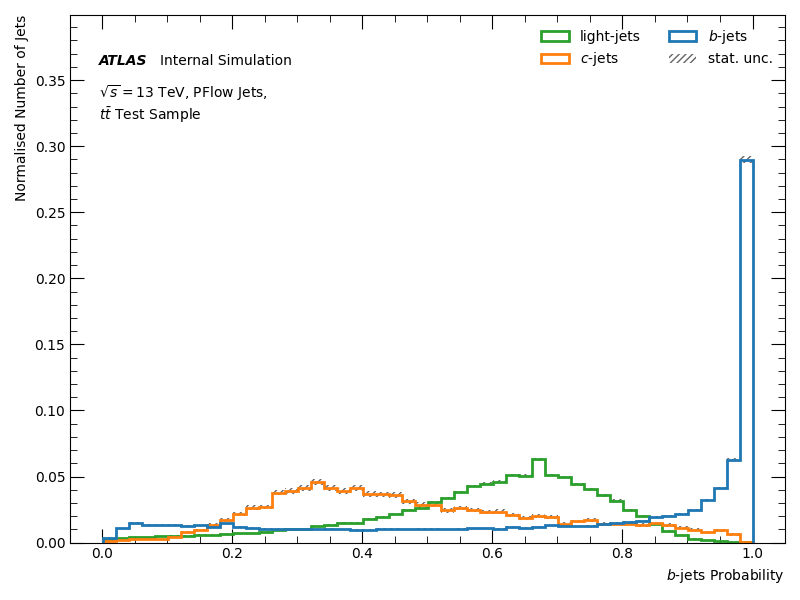 Normalised Number of Jets
ATLAS Internal Simulation
√s = 13 TeV, PFlow Jets,
tt̄ Test Sample
light-jets
c-jets
b-jets
stat. unc.
0.35
0.30
0.25
0.20
0.15
0.10
0.05
0.00
0.0 0.2 0.4 0.6 0.8 1.0
b-jets Probability